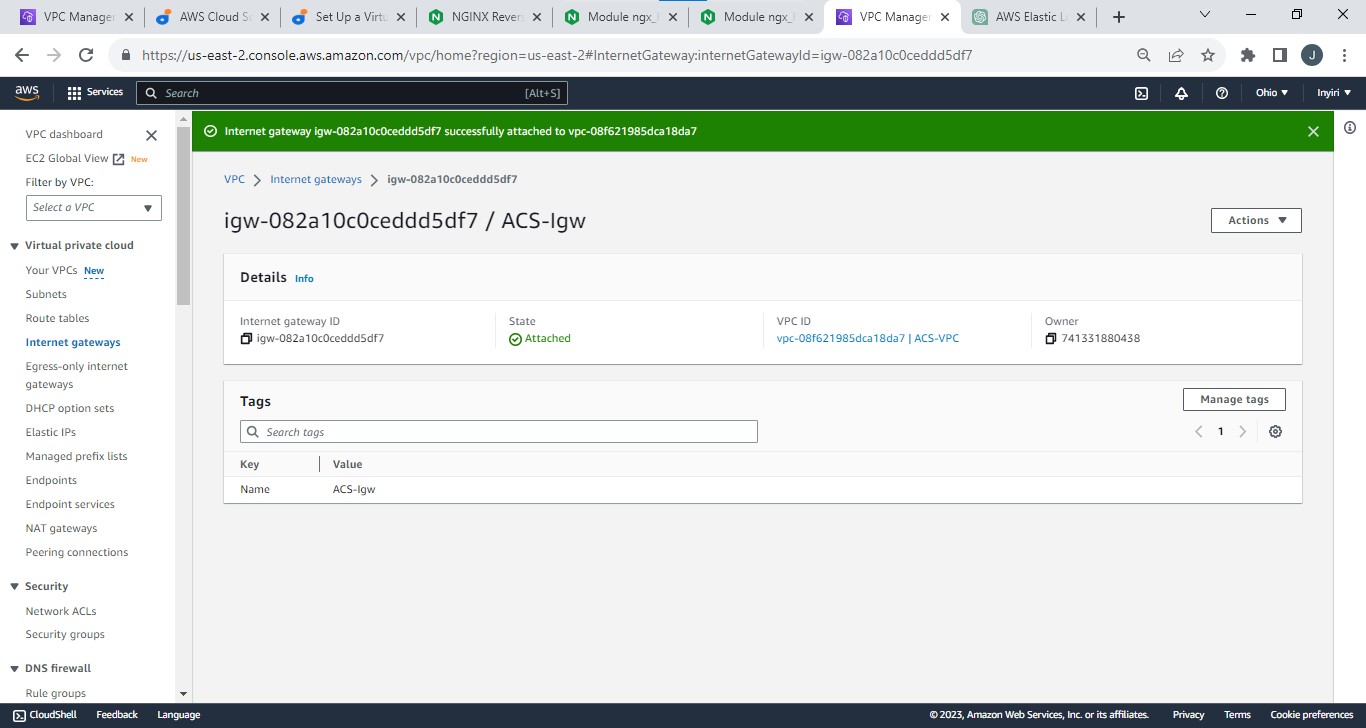 VPC Manager
AWS Cloud S
Set Up a Virtu
NGINX Revers
Module ngx_
Module ngx_
VPC Manager
AWS Elastic L
https://us-east-2.console.aws.amazon.com/vpc/home?region=us-east-2#InternetGateway:internetGatewayId=igw-082a10c0ceddd5df7
J
aws
Services
Search
[Alt+S]
Ohio
Inyiri
VPC dashboard
EC2 Global View New
Filter by VPC:
Select a VPC
Virtual private cloud
Your VPCs New
Subnets
Route tables
Internet gateways
Egress-only internet
gateways
DHCP option sets
Elastic IPs
Managed prefix lists
Endpoints
Endpoint services
NAT gateways
Peering connections
Security
Network ACLs
Security groups
DNS firewall
Rule groups
Internet gateway igw-082a10c0ceddd5df7 successfully attached to vpc-08f621985dca18da7
VPC Internet gateways igw-082a10c0ceddd5df7
igw-082a10c0ceddd5df7 / ACS-Igw
Actions
Details Info
Internet gateway ID
igw-082a10c0ceddd5df7
State
Attached
VPC ID
vpc-08f621985dca18da7 | ACS-VPC
Owner
741331880438
Tags
Manage tags
Search tags
1
Key Value
Name ACS-Igw
CloudShell Feedback Language
© 2023, Amazon Web Services, Inc. or its affiliates. Privacy Terms Cookie preferences